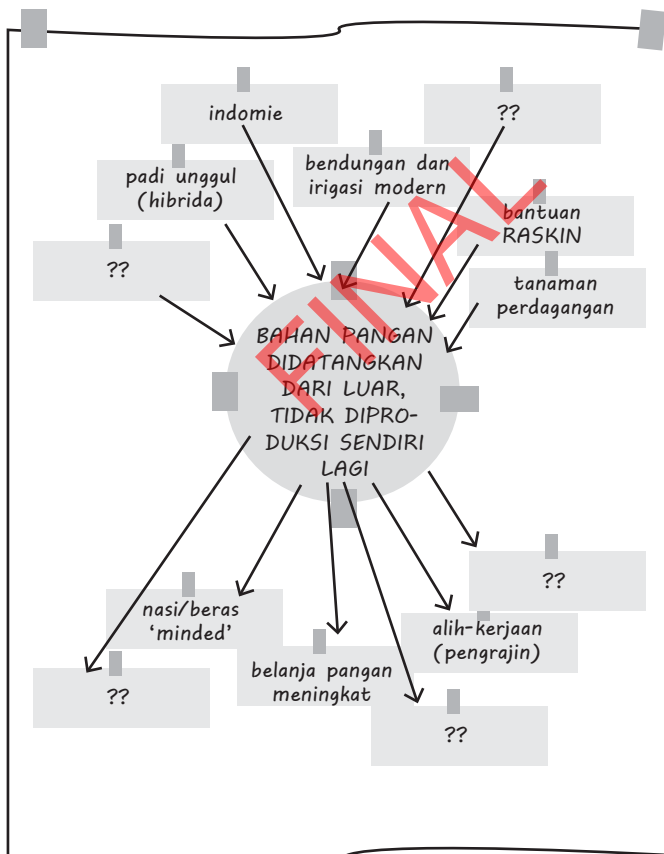 indomie
??
bendungan dan
irigasi modern
padi unggul
(hibrida)
bantuan
RASKIN
??
tanaman
perdagangan
FINAL
BAHAN PANGAN
DIDATANGKAN
DARI LUAR,
TIDAK DIPRO-
DUKSI SENDIRI
LAGI
??
nasi/beras
‘minded’
alih-kerjaan
(pengrajin)
belanja pangan
meningkat
??
??